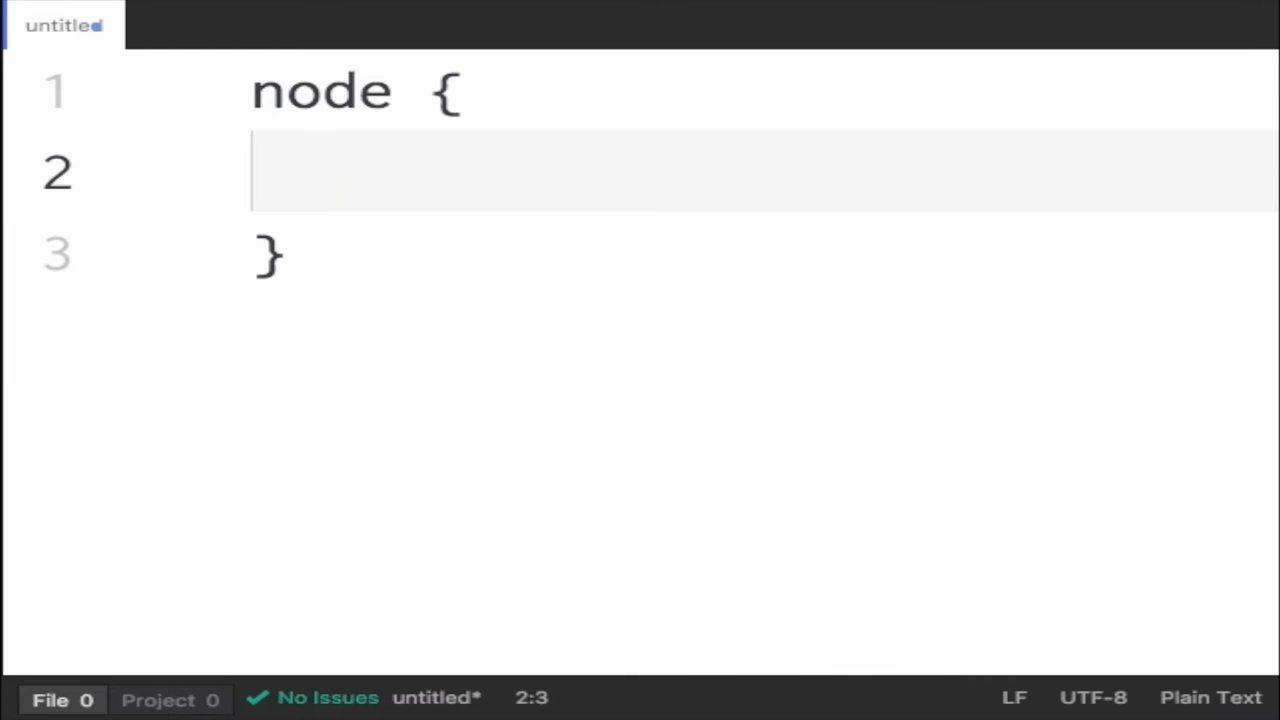 untitled
1 node {
2
3 }
File 0 Project 0 No Issues untitled* 2:3 LF UTF-8 Plain Text